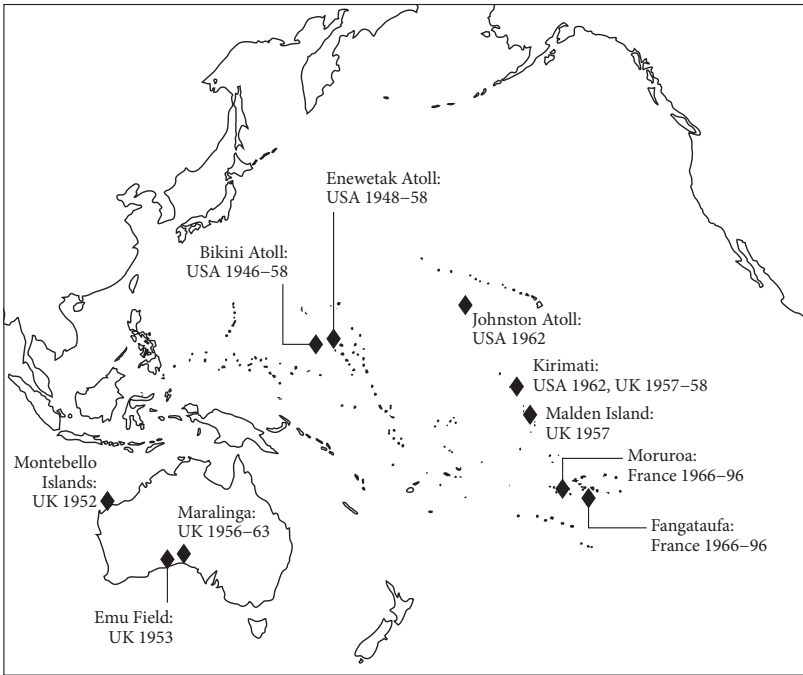 Enewetak Atoll:
USA 1948–58
Bikini Atoll:
USA 1946–58
Johnston Atoll:
USA 1962
Kirimati:
USA 1962, UK 1957–58
Malden Island:
UK 1957
Moruroa:
France 1966–96
Montebello
Islands:
UK 1952
Maralinga:
UK 1956–63
Fangataufa:
France 1966–96
Emu Field:
UK 1953